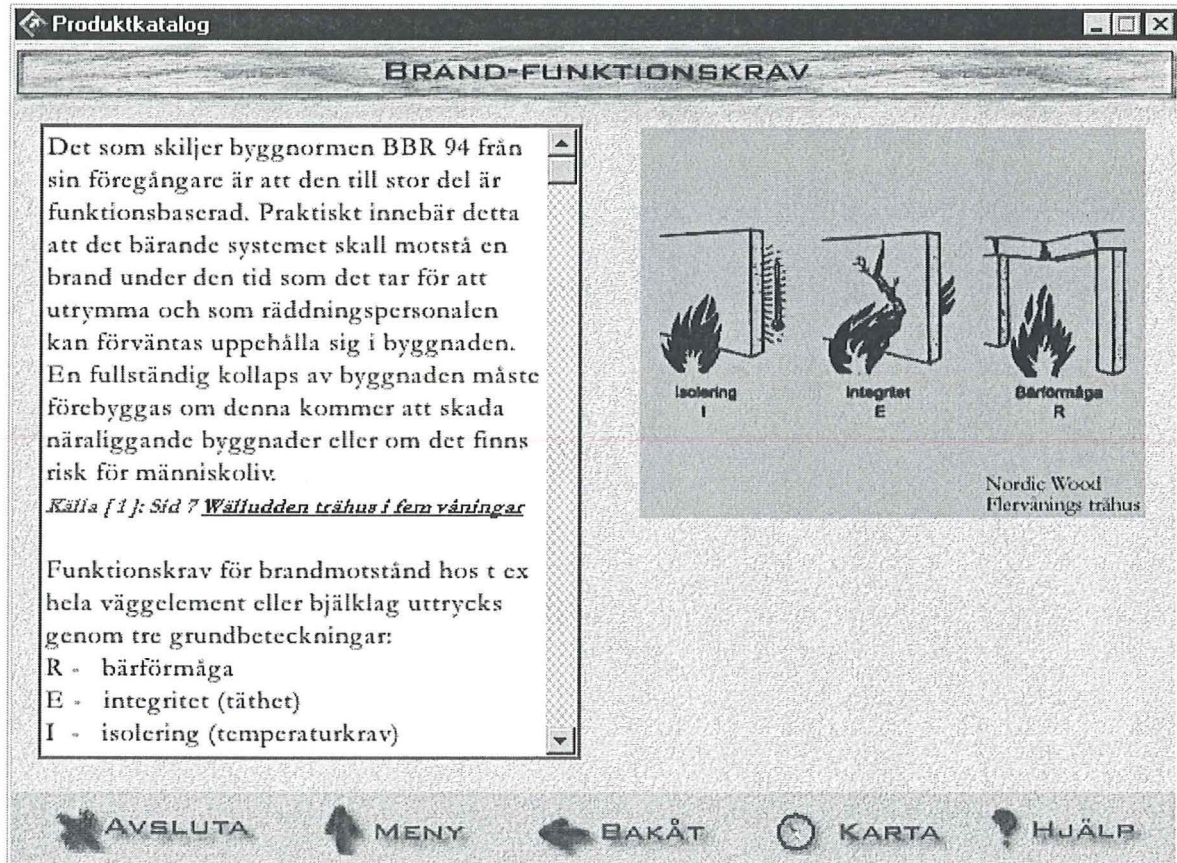 Produktkatalog
BRAND-FUNKTIONSKRAV
Det som skiljer byggnormen BBR 94 från
sin föregångare är att den till stor del är
funktionsbaserad. Praktiskt innebär detta
att det bärande systemet skall motstå en
brand under den tid som det tar för att
utrymma och som räddningspersonalen
kan förväntas uppehålla sig i byggnaden.
En fullständig kollaps av byggnaden måste
förebyggas om denna kommer att skada
näraliggande byggnader eller om det finns
risk för människoliv.
Källa [1]: Sid 7 Wälludden trähus i fem våningar
Funktionskrav för brandmotstånd hos t ex
hela väggelement eller bjälklag uttrycks
genom tre grundbeteckningar:
R - bärförmåga
E - integritet (täthet)
I - isolering (temperaturkrav)
Isolering
I
Integritet
E
Bärförmåga
R
Nordic Wood
Flervånings trähus
AVSLUTA
MENY
BAKÅT
KARTA
HJÄLP